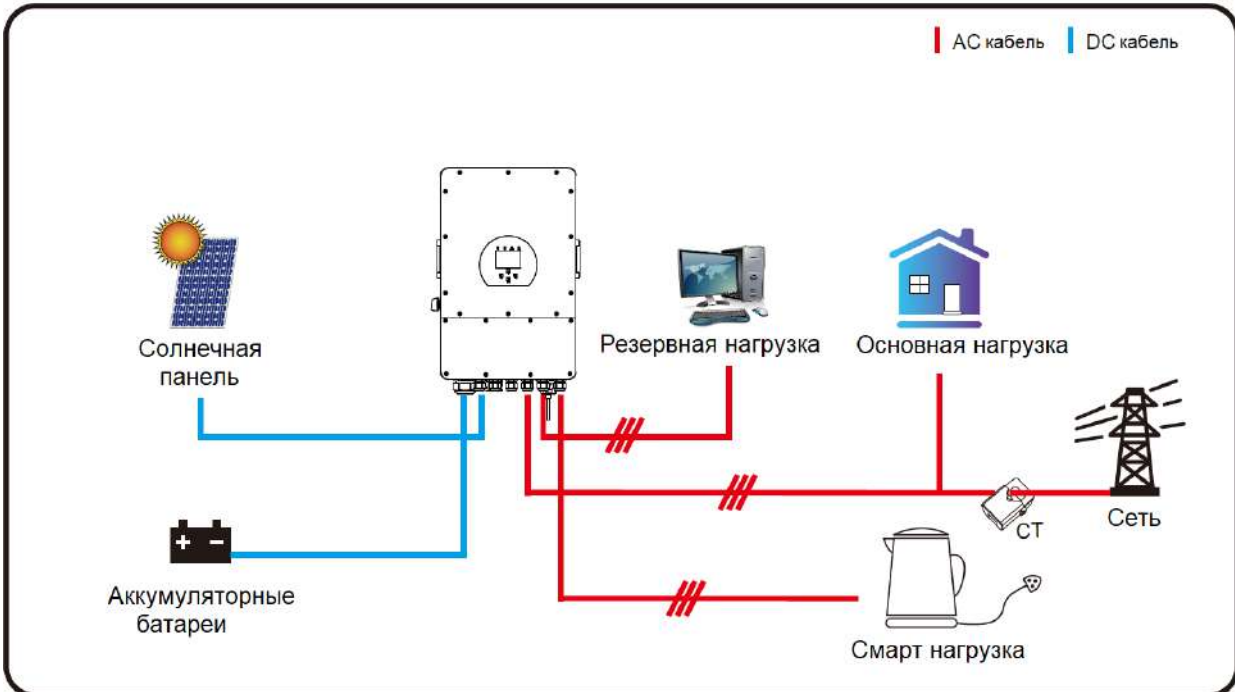 AC кабель
DC кабель
Солнечная
панель
Резервная нагрузка
Основная нагрузка
Сеть
CT
Аккумуляторные
батареи
Смарт нагрузка